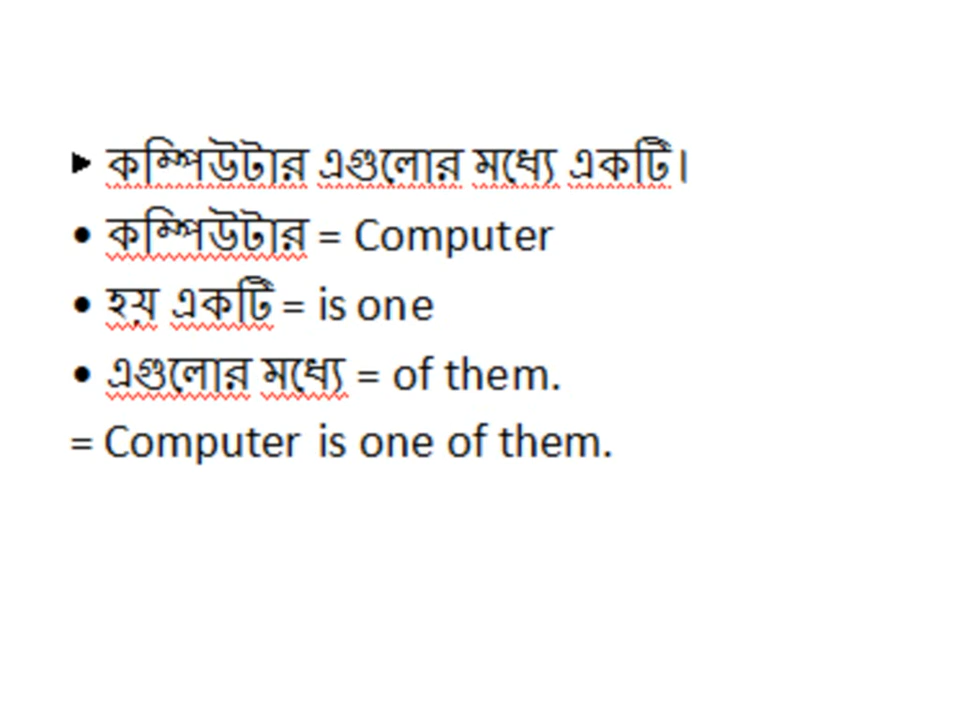 ► কম্পিউটার এগুলোর মধ্যে একটি।
• কম্পিউটার = Computer
• হয় একটি = is one
• এগুলোর মধ্যে = of them.
= Computer is one of them.